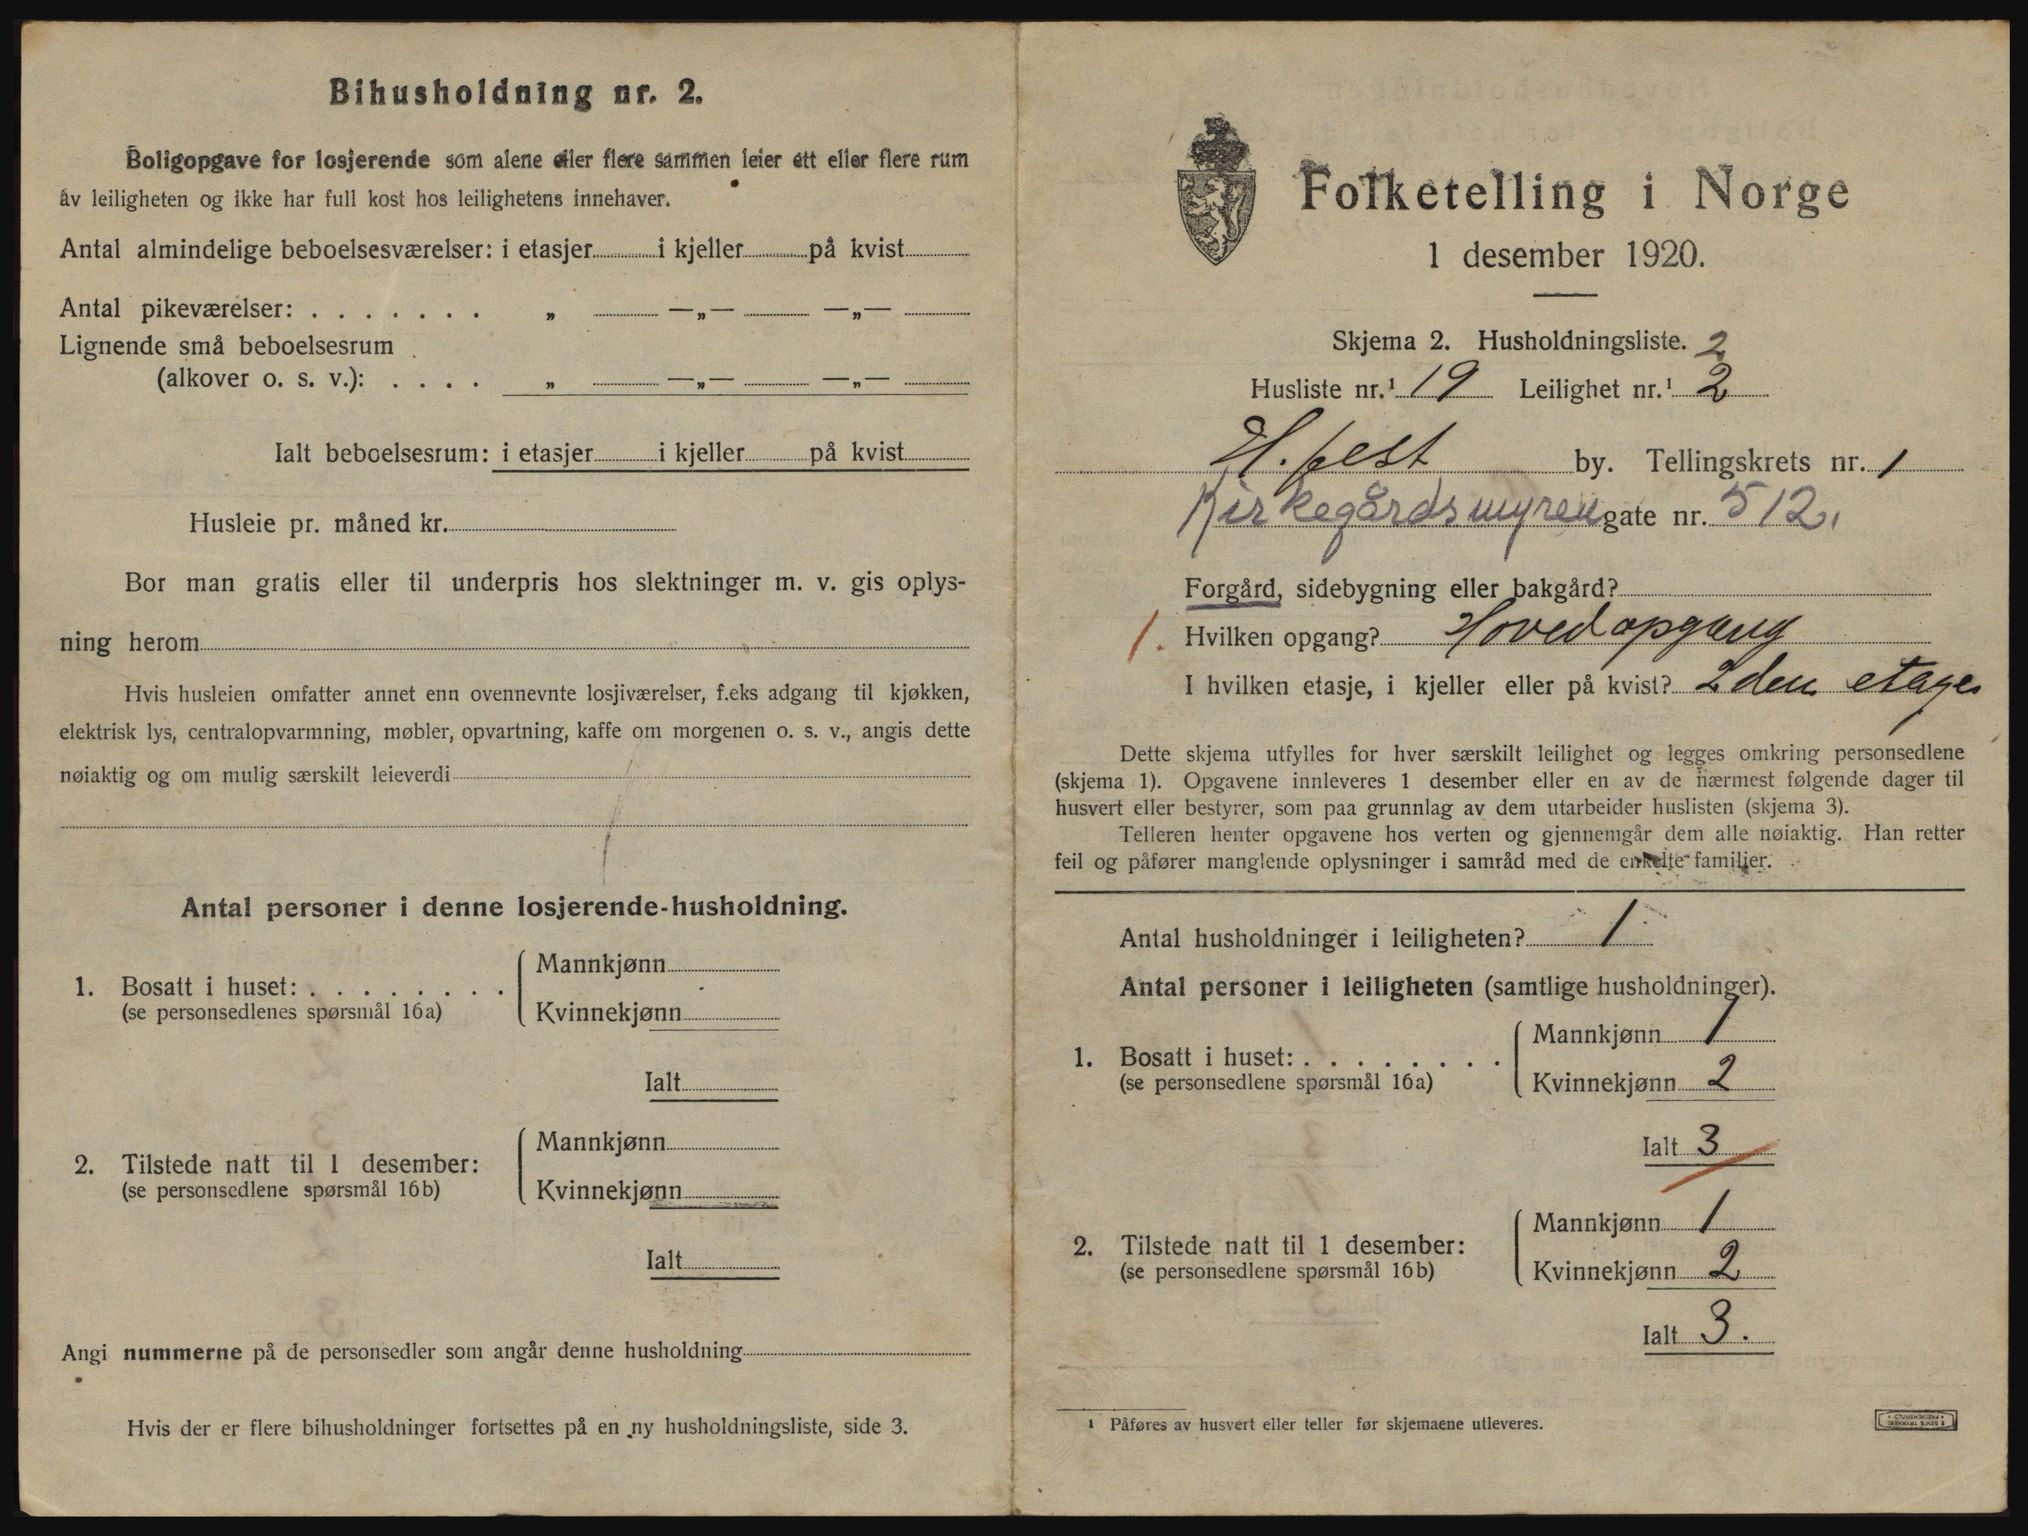 Bihusholdning nr. 2.
Boligopgave for losjerende som alene eller flere sammen leier ett eller flere rum
av leiligheten og ikke har full kost hos leilighetens innehaver.
Antal almindelige beboelsesværelser: i etasjer i kjeller på kvist
Antal pikeværelser: . . . . . . . „ —„— —„—
Lignende små beboelsesrum
(alkover o. s. v.): . . . . „ —„— —„—
Ialt beboelsesrum: i etasjer i kjeller på kvist
Husleie pr. måned kr.
Bor man gratis eller til underpris hos slektninger m. v. gis oplys-
ning herom
Hvis husleien omfatter annet enn ovennevnte losjiværelser, f.eks adgang til kjøkken,
elektrisk lys, centralopvarmning, møbler, opvartning, kaffe om morgenen o. s. v., angis dette
nøiaktig og om mulig særskilt leieverdi
Antal personer i denne losjerende-husholdning.
1. Bosatt i huset: . . . . . . . .
(se personsedlenes spørsmål 16a)
Mannkjønn
Kvinnekjønn
Ialt
2. Tilstede natt til 1 desember:
(se personsedlene spørsmål 16b)
Mannkjønn
Kvinnekjønn
Ialt
Angi nummerne på de personsedler som angår denne husholdning
Hvis der er flere bihusholdninger fortsettes på en ny husholdningsliste, side 3.
Folketelling i Norge
1 desember 1920.
Skjema 2. Husholdningsliste. 2
Husliste nr.¹ 19 Leilighet nr.¹ 2
H.fest by. Tellingskrets nr. 1
Kirkegårdsmyren gate nr. 512.
Forgård, sidebygning eller bakgård?
1. Hvilken opgang? Hovedopgang
I hvilken etasje, i kjeller eller på kvist? 2den etage
Dette skjema utfylles for hver særskilt leilighet og legges omkring personsedlene
(skjema 1). Opgavene innleveres 1 desember eller en av de nærmest følgende dager til
husvert eller bestyrer, som paa grunnlag av dem utarbeider huslisten (skjema 3).
Telleren henter opgavene hos verten og gjennemgår dem alle nøiaktig. Han retter
feil og påfører manglende oplysninger i samråd med de enkelte familier.
Antal husholdninger i leiligheten? 1
Antal personer i leiligheten (samtlige husholdninger).
1. Bosatt i huset: . . . . . . . .
(se personsedlene spørsmål 16a)
Mannkjønn 1
Kvinnekjønn 2
Ialt 3
2. Tilstede natt til 1 desember:
(se personsedlene spørsmål 16b)
Mannkjønn 1
Kvinnekjønn 2
Ialt 3.
¹ Påføres av husvert eller teller før skjemaene utleveres.